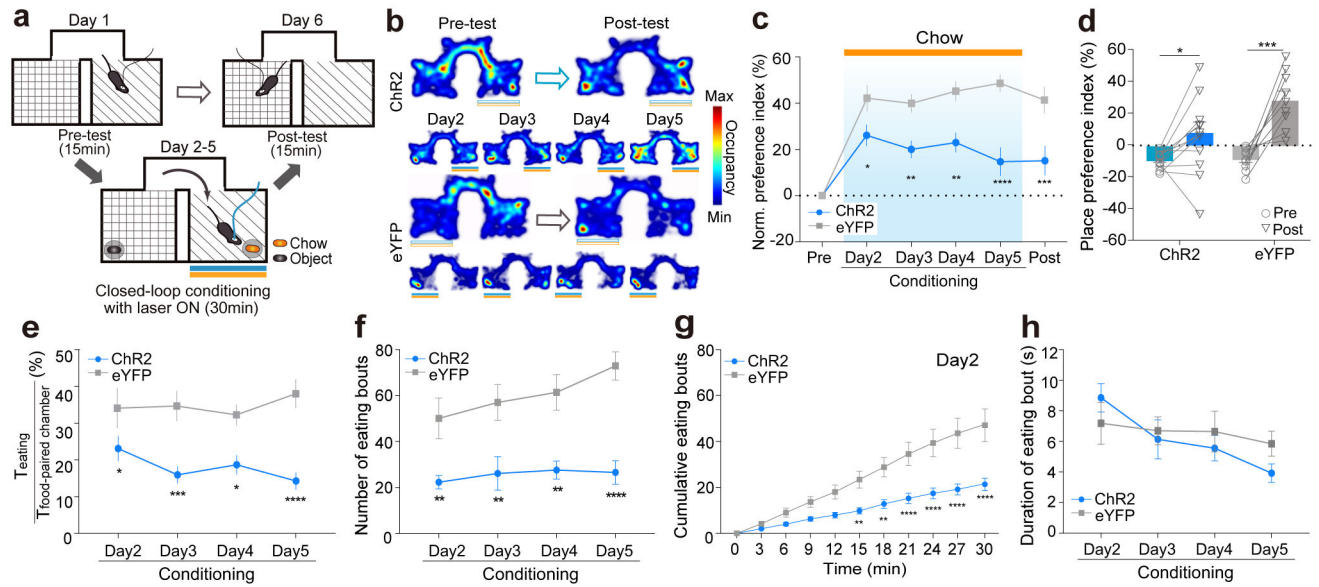 a
Day 1
Day 6
Pre-test
(15min)
Post-test
(15min)
Day 2-5
Chow
Object
Closed-loop conditioning
with laser ON (30min)
b
Pre-test
Post-test
ChR2
Day2
Day3
Day4
Day5
eYFP
Max
Occupancy
Min
c
Chow
Norm. preference index (%)
60
40
20
0
-20
ChR2
eYFP
*
**
**
****
***
Pre
Day2
Day3
Day4
Day5
Post
Conditioning
d
Place preference index (%)
60
40
20
0
-20
-40
-60
*
***
Pre
Post
ChR2
eYFP
e
Teating
Tfood-paired chamber
(%)
50
40
30
20
10
0
ChR2
eYFP
*
***
*
****
Day2
Day3
Day4
Day5
Conditioning
f
Number of eating bouts
80
60
40
20
0
ChR2
eYFP
**
**
**
****
Day2
Day3
Day4
Day5
Conditioning
g
Day2
Cumulative eating bouts
80
60
40
20
0
ChR2
eYFP
**
**
****
****
****
****
0 3 6 9 12 15 18 21 24 27 30
Time (min)
h
Duration of eating bout (s)
12
10
8
6
4
2
0
ChR2
eYFP
Day2
Day3
Day4
Day5
Conditioning